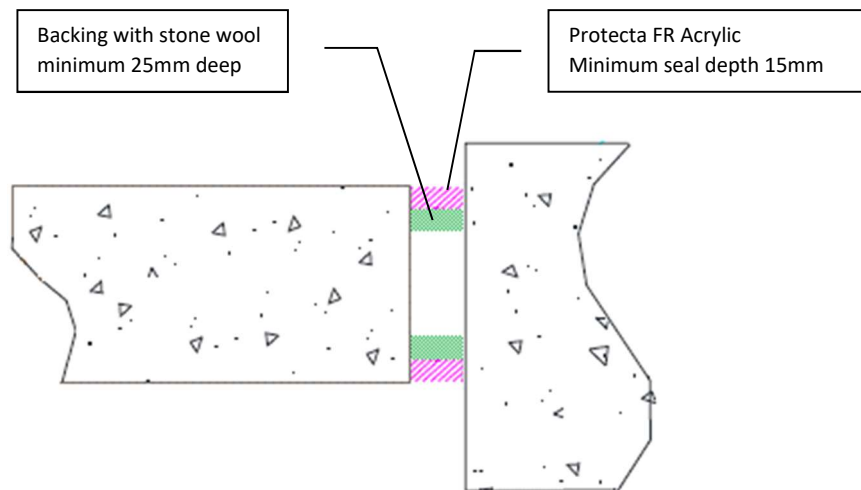 Backing with stone wool
minimum 25mm deep
Protecta FR Acrylic
Minimum seal depth 15mm